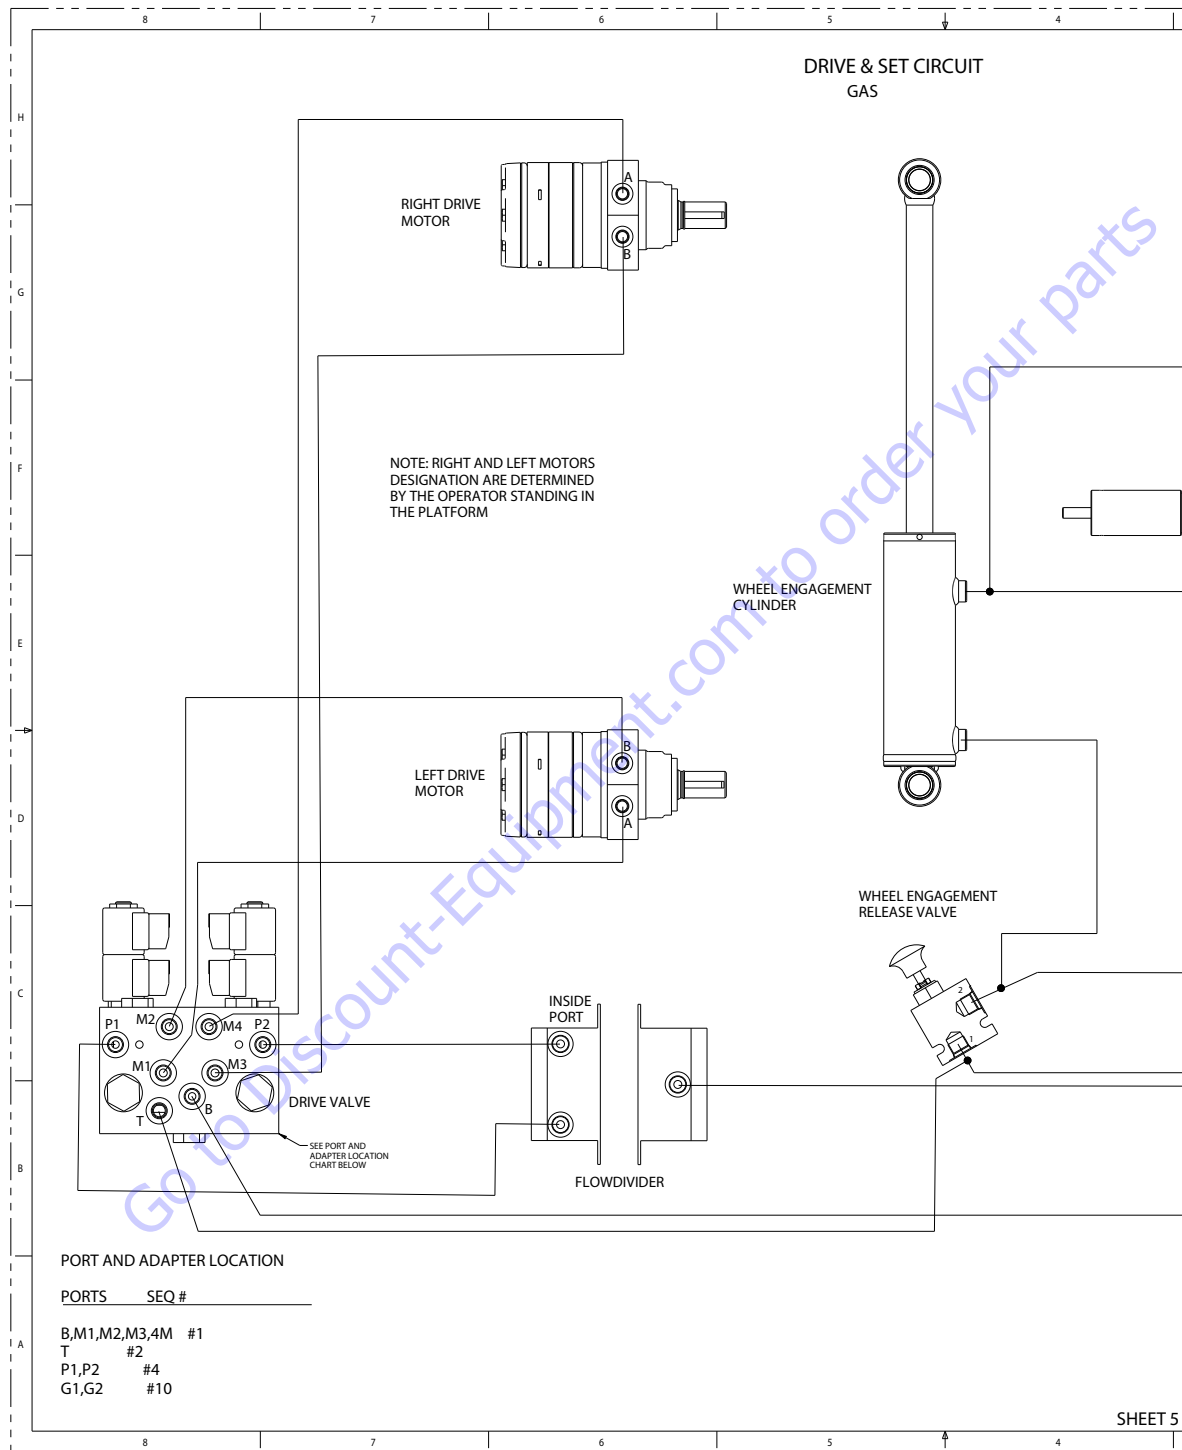 8 7 6 5 4
DRIVE & SET CIRCUIT
GAS
H
A
RIGHT DRIVE
MOTOR
B
G
F
NOTE: RIGHT AND LEFT MOTORS
DESIGNATION ARE DETERMINED
BY THE OPERATOR STANDING IN
THE PLATFORM
WHEEL ENGAGEMENT
CYLINDER
E
B
LEFT DRIVE
MOTOR
A
D
WHEEL ENGAGEMENT
RELEASE VALVE
C
2
1
INSIDE
PORT
P1 M2 M4 P2
M1 M3
B
T
DRIVE VALVE
SEE PORT AND
ADAPTER LOCATION
CHART BELOW
B
FLOWDIVIDER
Go to Discount-Equipment.com to order your parts
PORT AND ADAPTER LOCATION
PORTS SEQ #
B,M1,M2,M3,4M #1
T #2
P1,P2 #4
G1,G2 #10
A
SHEET 5
8 7 6 5 4